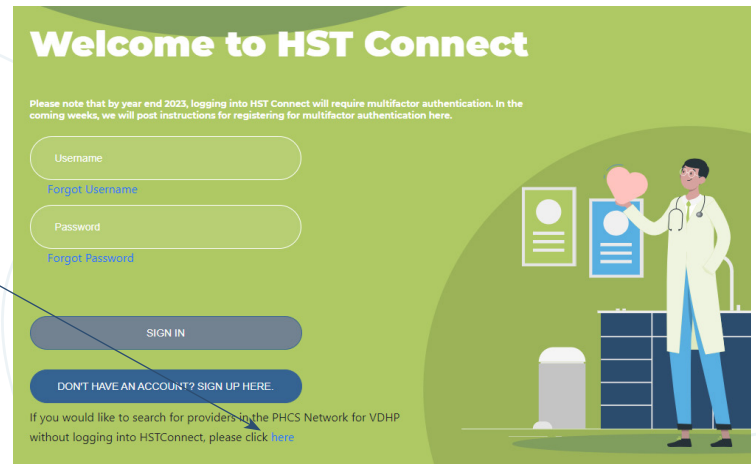 Welcome to HST Connect
Please note that by year end 2023, logging into HST Connect will require multifactor authentication. In the
coming weeks, we will post instructions for registering for multifactor authentication here.
Username
Forgot Username
Password
Forgot Password
SIGN IN
DON'T HAVE AN ACCOUNT? SIGN UP HERE.
If you would like to search for providers in the PHCS Network for VDHP
without logging into HSTConnect, please click here